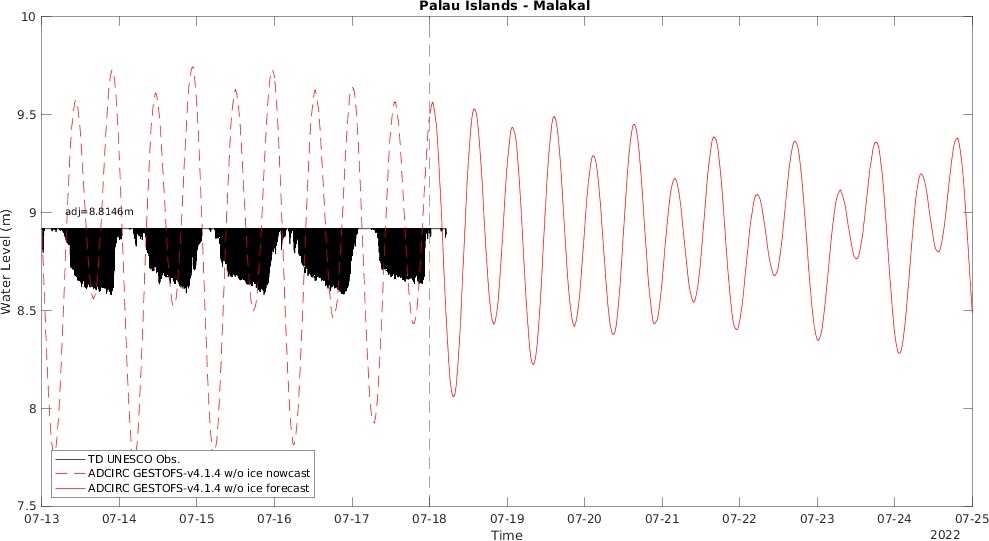 Palau Islands - Malakal
10
9.5
9
8.5
8
7.5
Water Level (m)
adj=8.8146m
TD UNESCO Obs.
ADCIRC GESTOFS-v4.1.4 w/o ice nowcast
ADCIRC GESTOFS-v4.1.4 w/o ice forecast
07-13 07-14 07-15 07-16 07-17 07-18 07-19 07-20 07-21 07-22 07-23 07-24 07-25
Time
2022